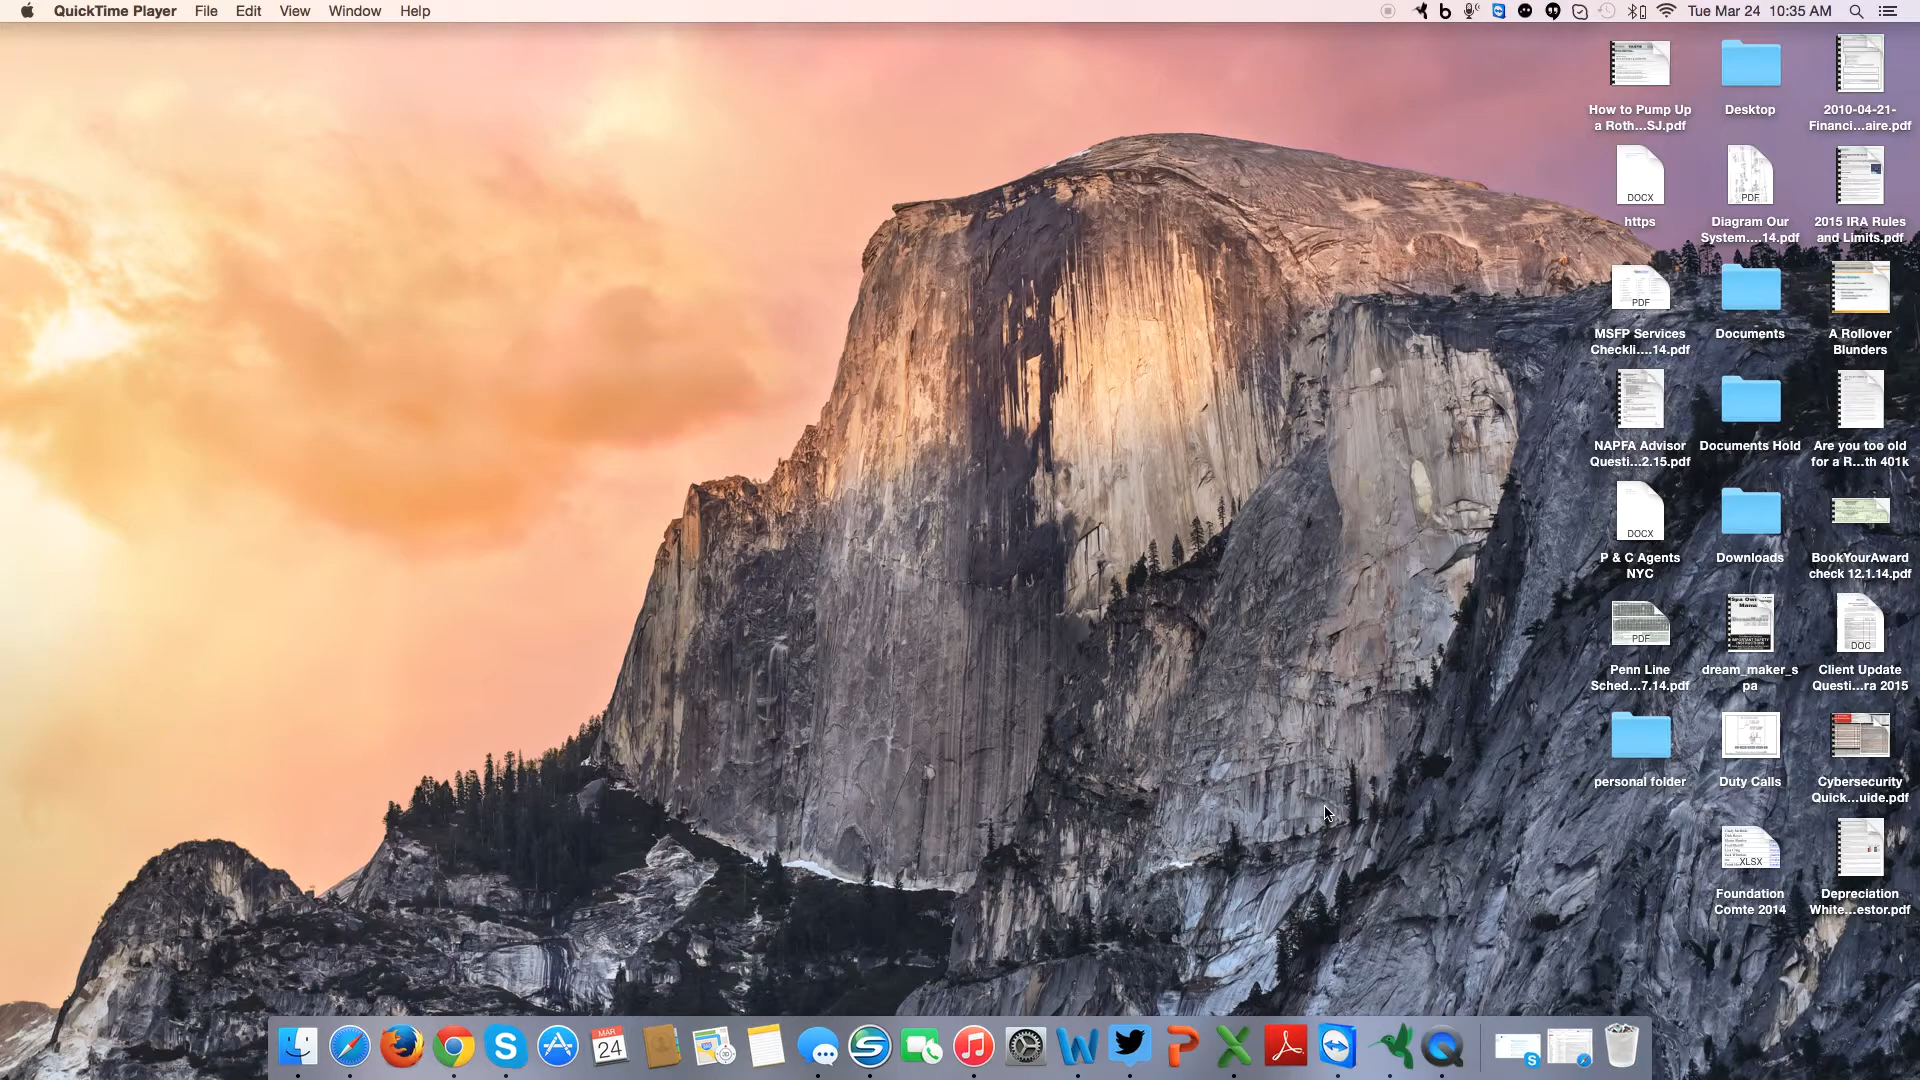 QuickTime Player File Edit View Window Help
Tue Mar 24 10:35 AM
How to Pump Up
a Roth...SJ.pdf
Desktop
2010-04-21-
Financi...aire.pdf
DOCX
https
PDF
Diagram Our
System....14.pdf
2015 IRA Rules
and Limits.pdf
PDF
MSFP Services
Checkli....14.pdf
Documents
A Rollover
Blunders
NAPFA Advisor
Questi...2.15.pdf
Documents Hold
Are you too old
for a R...th 401k
DOCX
P & C Agents
NYC
Downloads
BookYourAward
check 12.1.14.pdf
PDF
Penn Line
Sched...7.14.pdf
dream_maker_s
pa
DOC
Client Update
Questi...ra 2015
personal folder
Duty Calls
Cybersecurity
Quick...uide.pdf
XLSX
Foundation
Comte 2014
Depreciation
White...estor.pdf
MAR
24